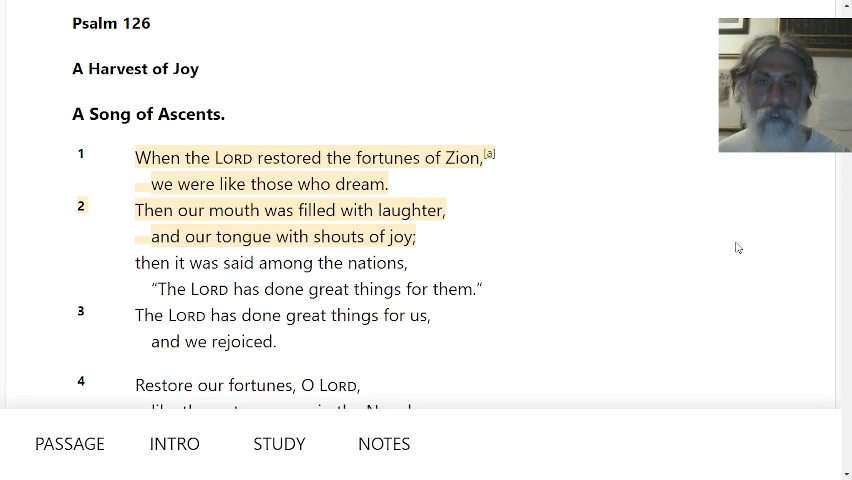 Psalm 126
A Harvest of Joy
A Song of Ascents.
1 When the LORD restored the fortunes of Zion,[a]
we were like those who dream.
2 Then our mouth was filled with laughter,
and our tongue with shouts of joy;
then it was said among the nations,
“The LORD has done great things for them.”
3 The LORD has done great things for us,
and we rejoiced.
4 Restore our fortunes, O LORD,
PASSAGE INTRO STUDY NOTES